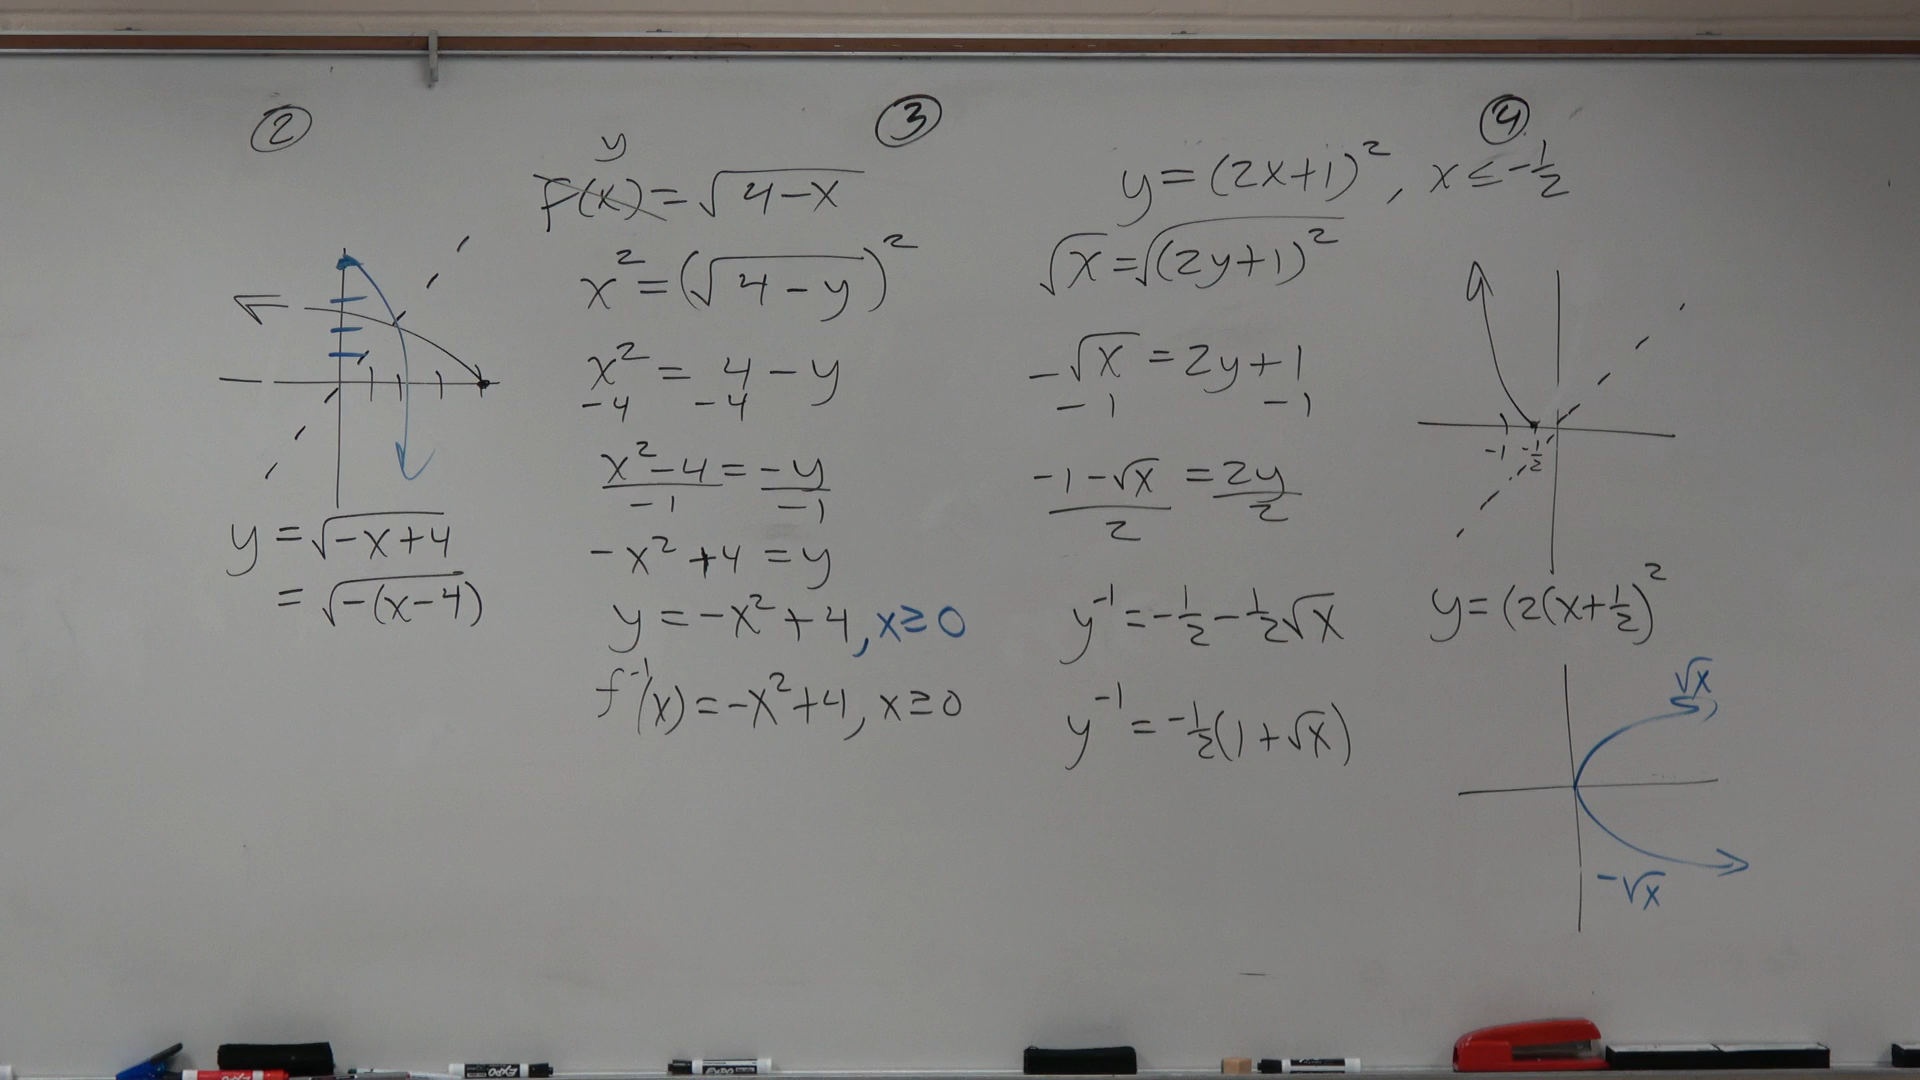 ②
y = √(-x+4)
= √(-(x-4))
y
f(x) = √(4-x)
x² = (√(4-y))²
x² = 4 - y
-4 -4
x²-4 = -y
-1 -1
-x² + 4 = y
y = -x² + 4, x ≥ 0
f⁻¹(x) = -x² + 4, x ≥ 0
③
y = (2x+1)², x ≤ -1/2
√x = √((2y+1)²)
-√x = 2y + 1
-1 -1
-1-√x = 2y
2 2
y⁻¹ = -1/2 - 1/2√x
y⁻¹ = -1/2(1+√x)
④
-1 -1/2
y = (2(x+1/2)²
√x
-√x
EXPO
EXPO